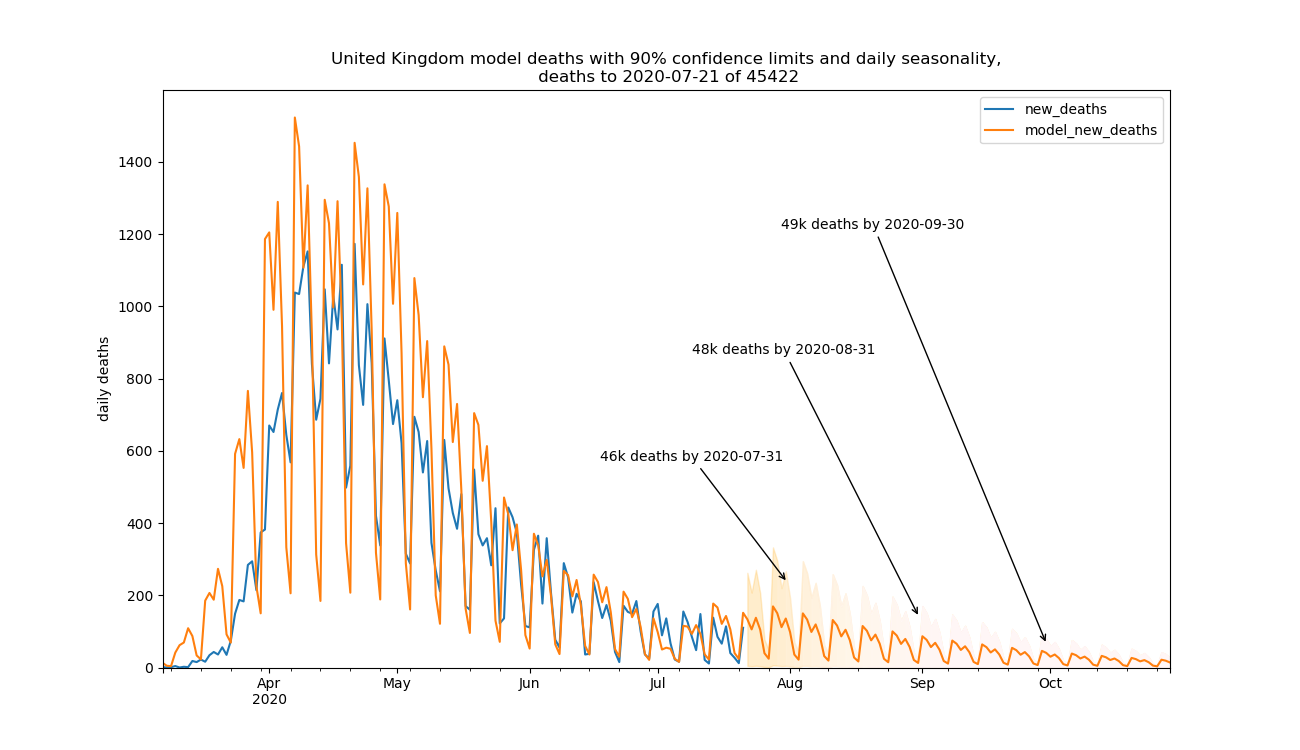 United Kingdom model deaths with 90% confidence limits and daily seasonality,
deaths to 2020-07-21 of 45422
new_deaths
model_new_deaths
1400
1200
1000
800
600
400
200
0
daily deaths
49k deaths by 2020-09-30
48k deaths by 2020-08-31
46k deaths by 2020-07-31
Apr
2020
May
Jun
Jul
Aug
Sep
Oct